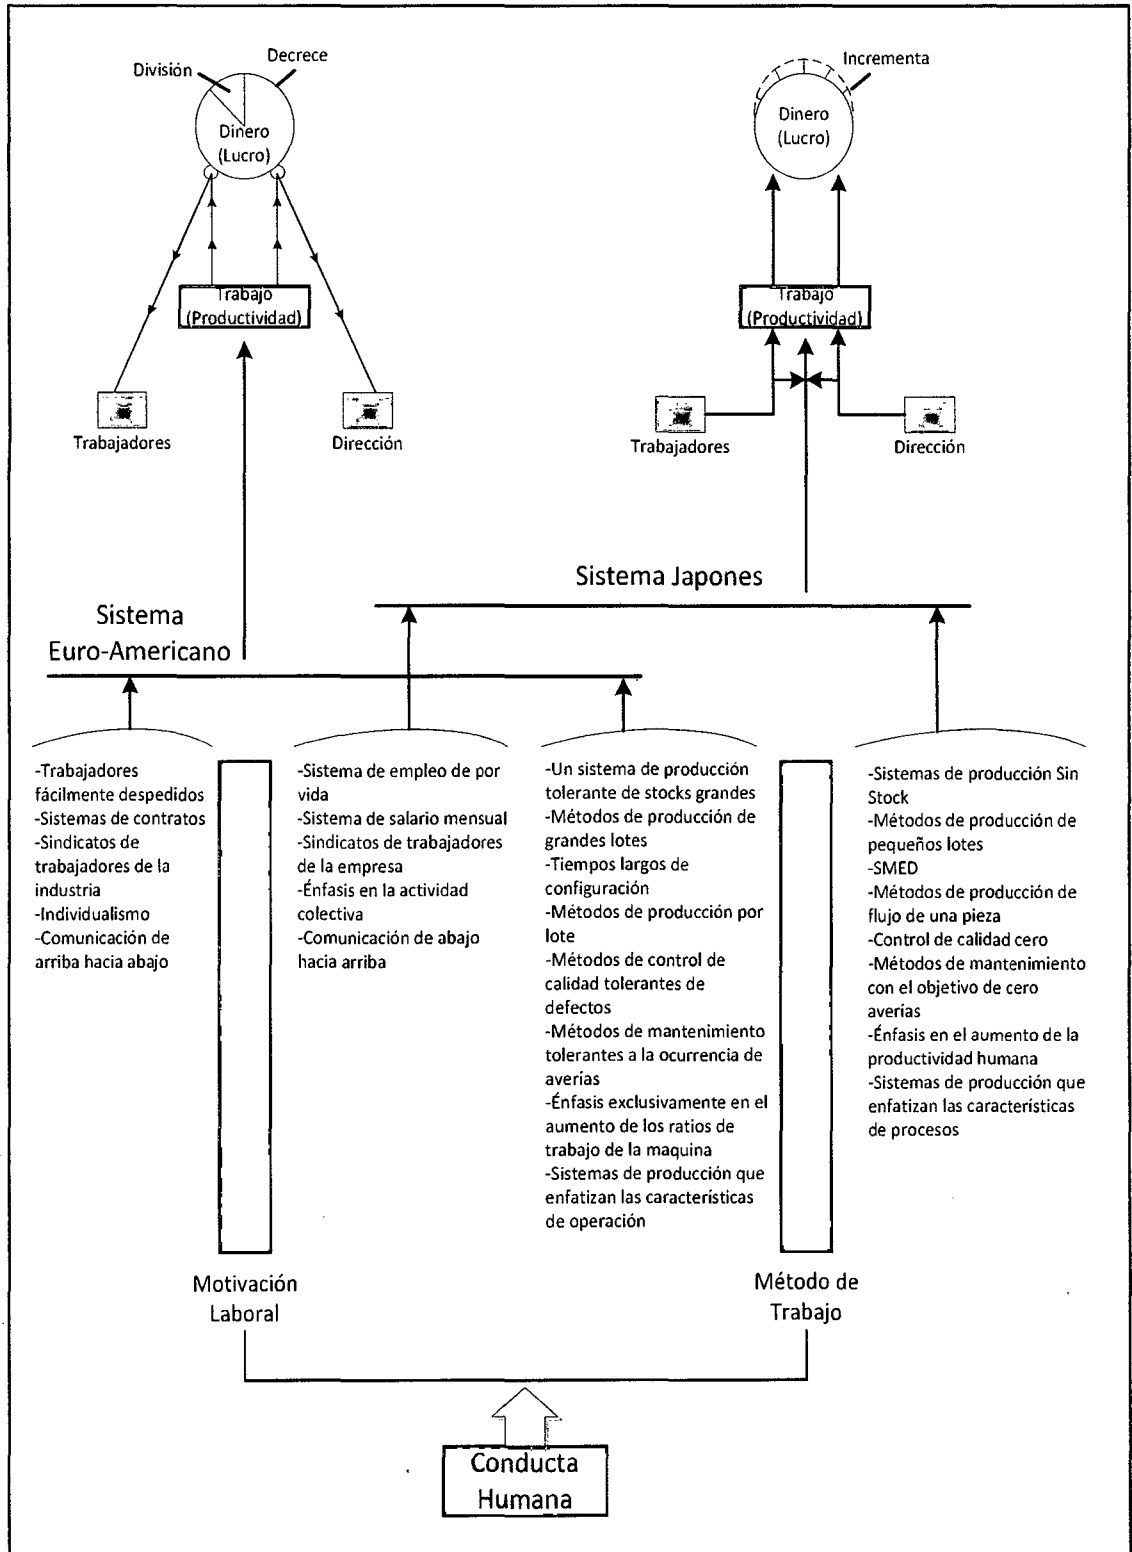 División
Decrece
Dinero
(Lucro)
Trabajo
(Productividad)
Trabajadores
Dirección
Incrementa
Dinero
(Lucro)
Trabajo
(Productividad)
Trabajadores
Dirección
Sistema Japones
Sistema
Euro-Americano
-Trabajadores
fácilmente despedidos
-Sistemas de contratos
-Sindicatos de
trabajadores de la
industria
-Individualismo
-Comunicación de
arriba hacia abajo
-Sistema de empleo de por
vida
-Sistema de salario mensual
-Sindicatos de trabajadores
de la empresa
-Énfasis en la actividad
colectiva
-Comunicación de abajo
hacia arriba
-Un sistema de producción
tolerante de stocks grandes
-Métodos de producción de
grandes lotes
-Tiempos largos de
configuración
-Métodos de producción por
lote
-Métodos de control de
calidad tolerantes de
defectos
-Métodos de mantenimiento
tolerantes a la ocurrencia de
averías
-Énfasis exclusivamente en el
aumento de los ratios de
trabajo de la maquina
-Sistemas de producción que
enfatizan las características
de operación
-Sistemas de producción Sin
Stock
-Métodos de producción de
pequeños lotes
-SMED
-Métodos de producción de
flujo de una pieza
-Control de calidad cero
-Métodos de mantenimiento
con el objetivo de cero
averías
-Énfasis en el aumento de la
productividad humana
-Sistemas de producción que
enfatizan las características
de procesos
Motivación
Laboral
Método de
Trabajo
Conducta
Humana